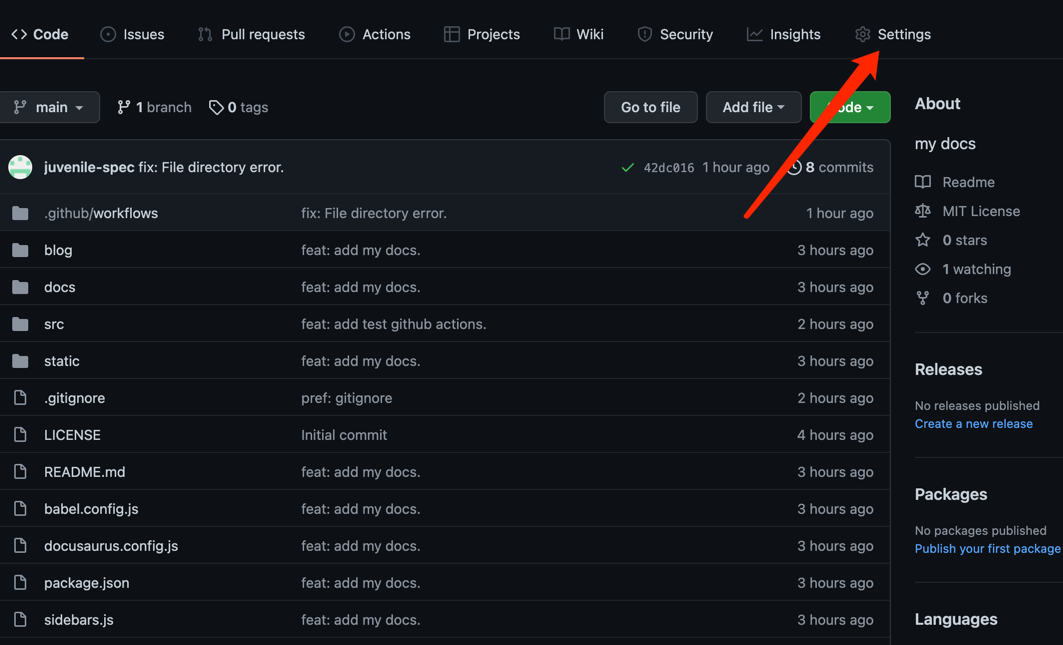 Code Issues Pull requests Actions Projects Wiki Security Insights Settings
main 1 branch 0 tags Go to file Add file Code
juvenile-spec fix: File directory error. 42dc016 1 hour ago 8 commits
.github/workflows fix: File directory error. 1 hour ago
blog feat: add my docs. 3 hours ago
docs feat: add my docs. 3 hours ago
src feat: add test github actions. 2 hours ago
static feat: add my docs. 3 hours ago
.gitignore pref: gitignore 2 hours ago
LICENSE Initial commit 4 hours ago
README.md feat: add my docs. 3 hours ago
babel.config.js feat: add my docs. 3 hours ago
docusaurus.config.js feat: add my docs. 3 hours ago
package.json feat: add my docs. 3 hours ago
sidebars.js feat: add my docs. 3 hours ago
About
my docs
Readme
MIT License
0 stars
1 watching
0 forks
Releases
No releases published
Create a new release
Packages
No packages published
Publish your first package
Languages